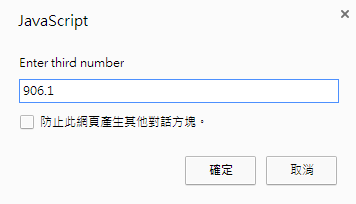 JavaScript
Enter third number
906.1
防止此網頁產生其他對話方塊。
確定
取消